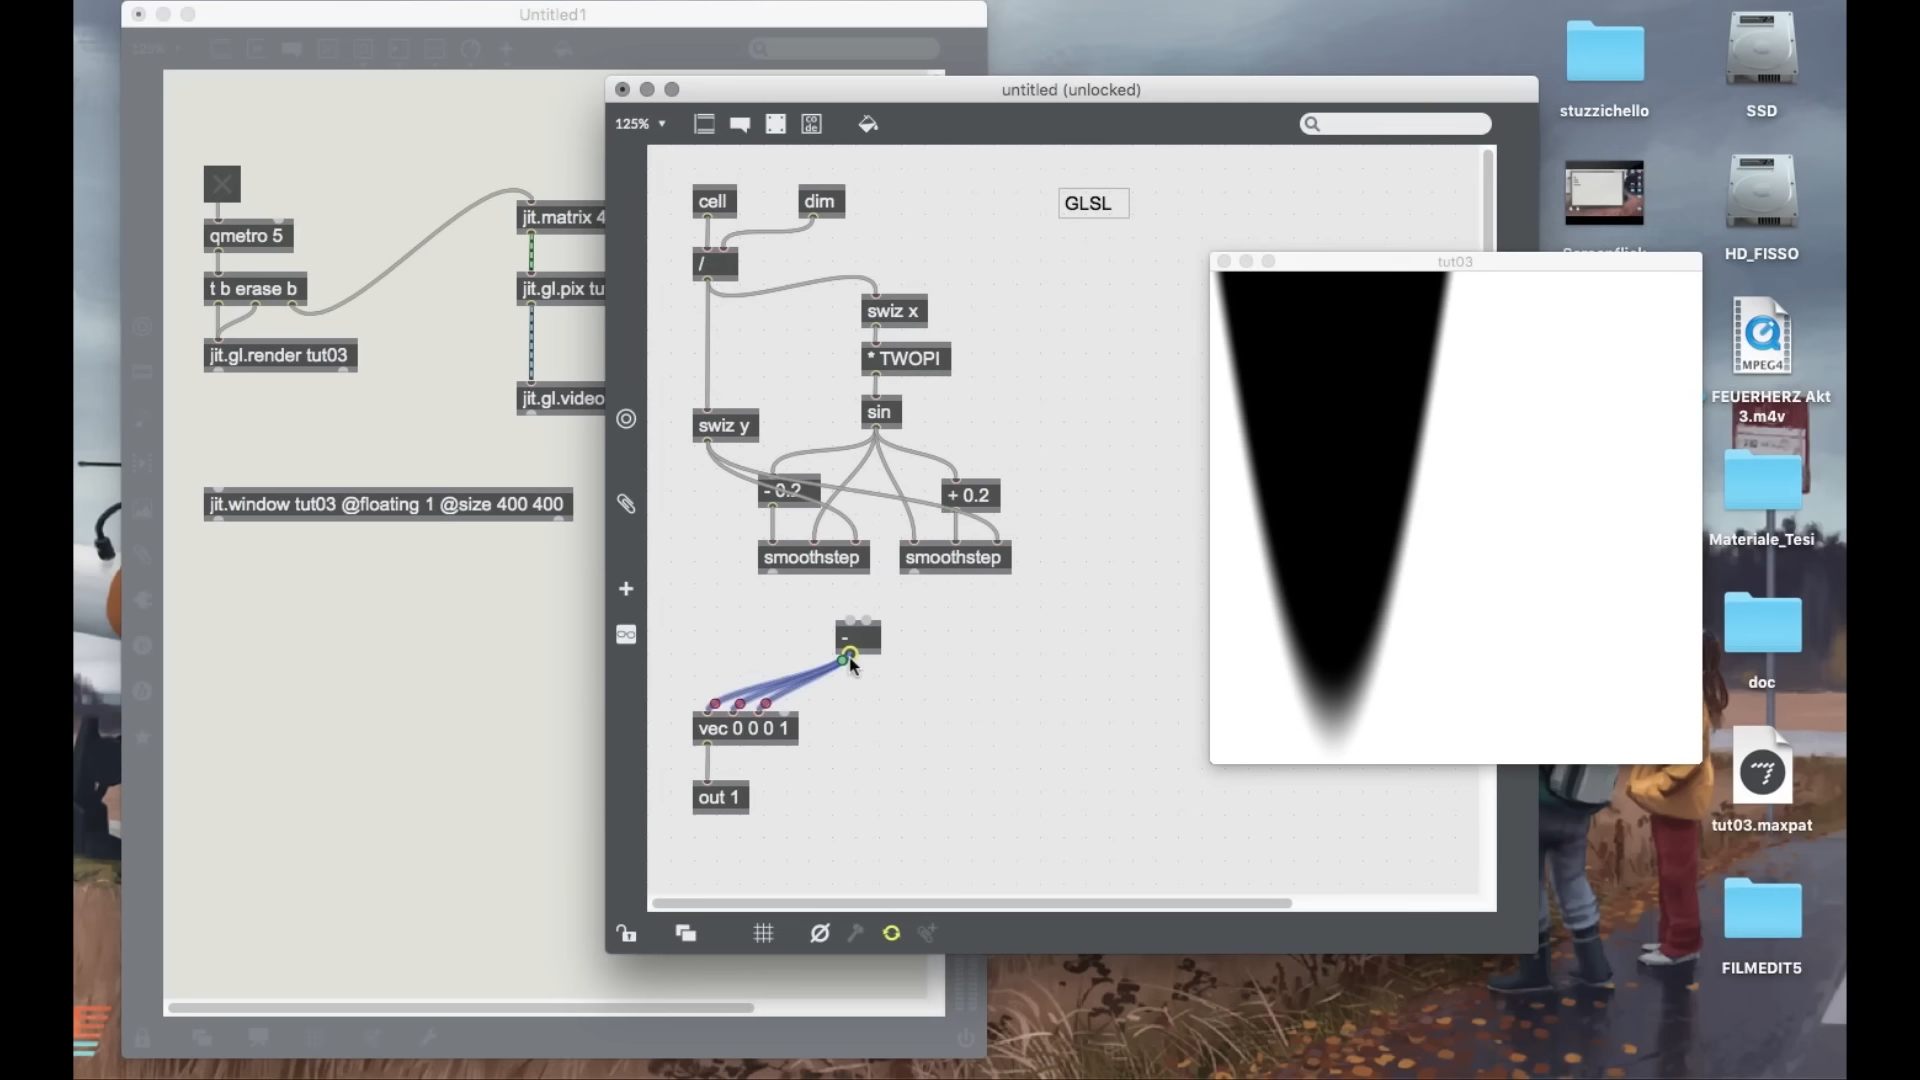 Untitled1
125%
qmetro 5
t b erase b
jit.gl.render tut03
jit.matrix 4
jit.gl.pix tu
jit.gl.video
jit.window tut03 @floating 1 @size 400 400
untitled (unlocked)
125%
co
de
cell
dim
GLSL
/
swiz x
* TWOPI
sin
swiz y
- 0.2
+ 0.2
smoothstep
smoothstep
-
vec 0 0 0 1
out 1
tut03
stuzzichello
SSD
HD_FISSO
MPEG4
FEUERHERZ Akt
3.m4v
Materiale_Tesi
doc
tut03.maxpat
FILMEDIT5